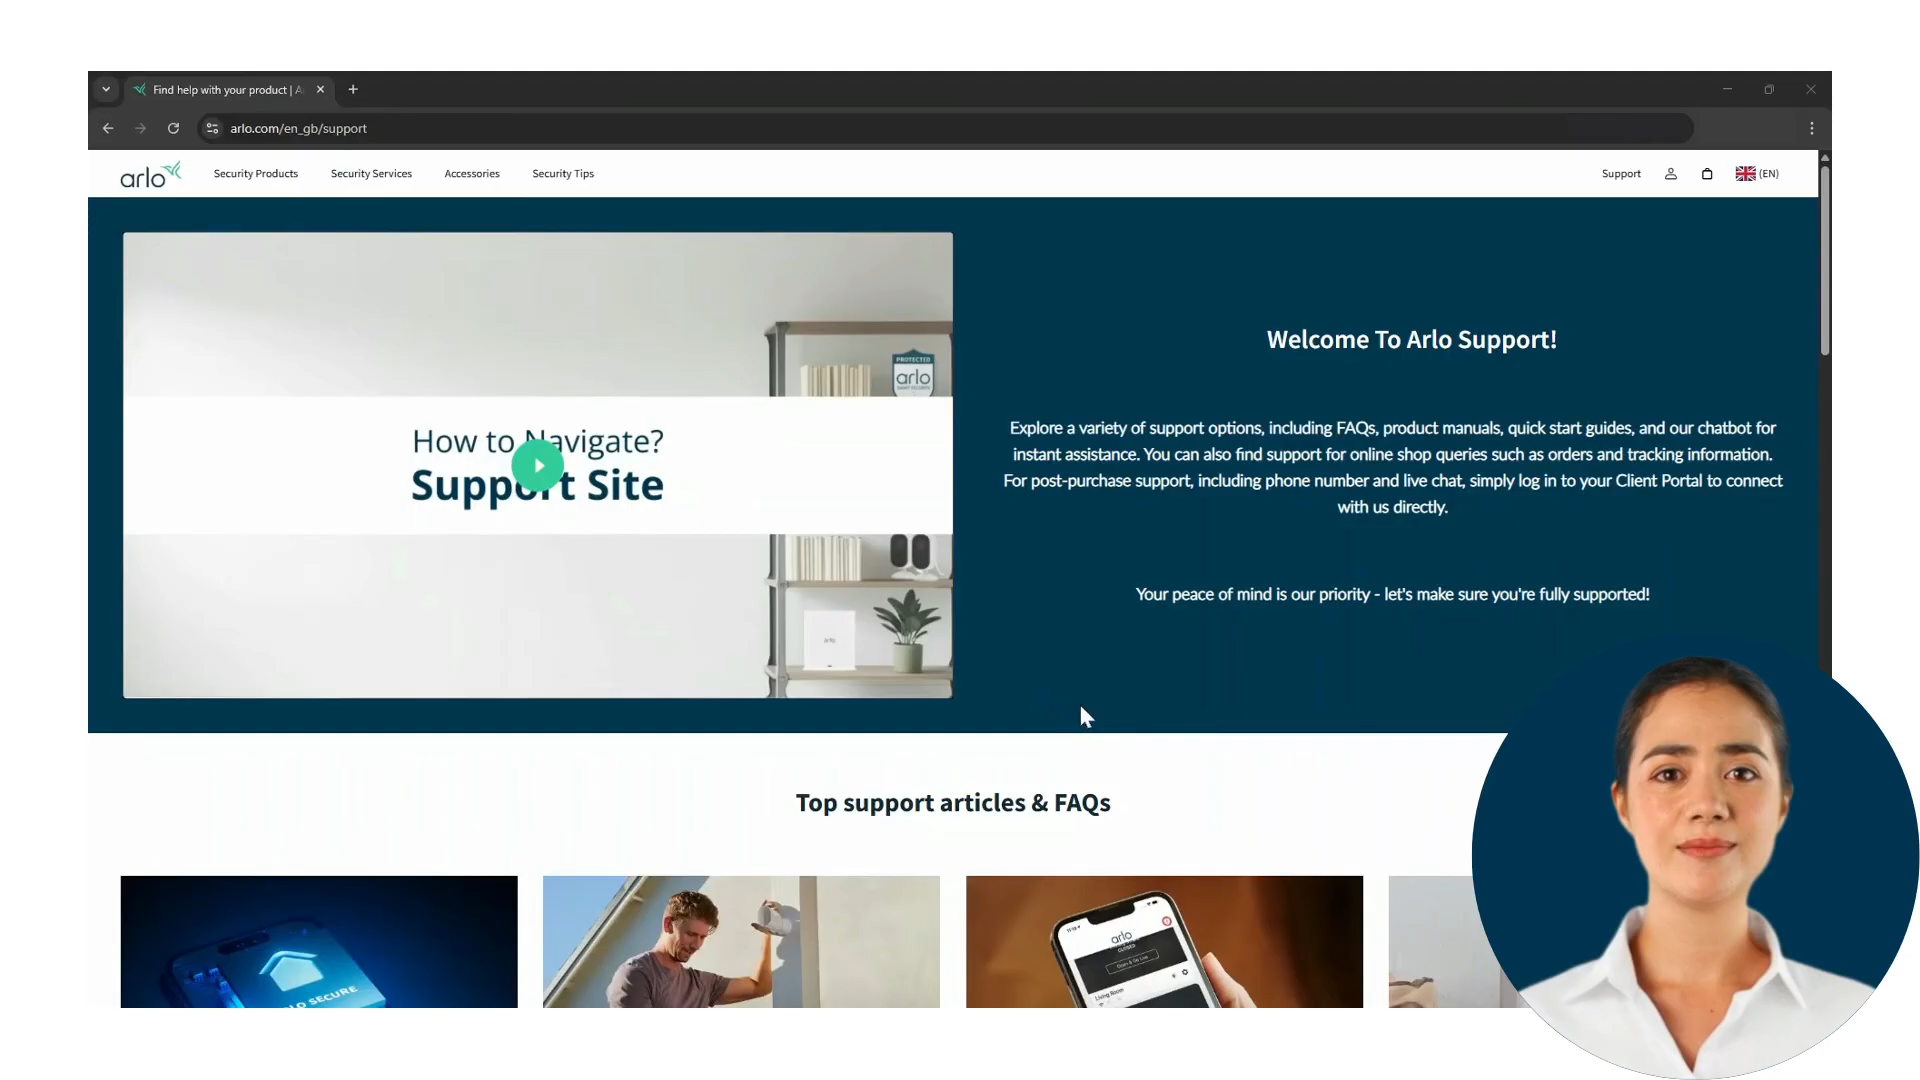 Find help with your product | A
arlo.com/en_gb/support
arlo
Security Products
Security Services
Accessories
Security Tips
Support
(EN)
PROTECTED
arlo
How to Navigate?
Support Site
arlo
Welcome To Arlo Support!
Explore a variety of support options, including FAQs, product manuals, quick start guides, and our chatbot for
instant assistance. You can also find support for online shop queries such as orders and tracking information.
For post-purchase support, including phone number and live chat, simply log in to your Client Portal to connect
with us directly.
Your peace of mind is our priority - let's make sure you're fully supported!
Top support articles & FAQs
LO SECURE
arlo
Living Room